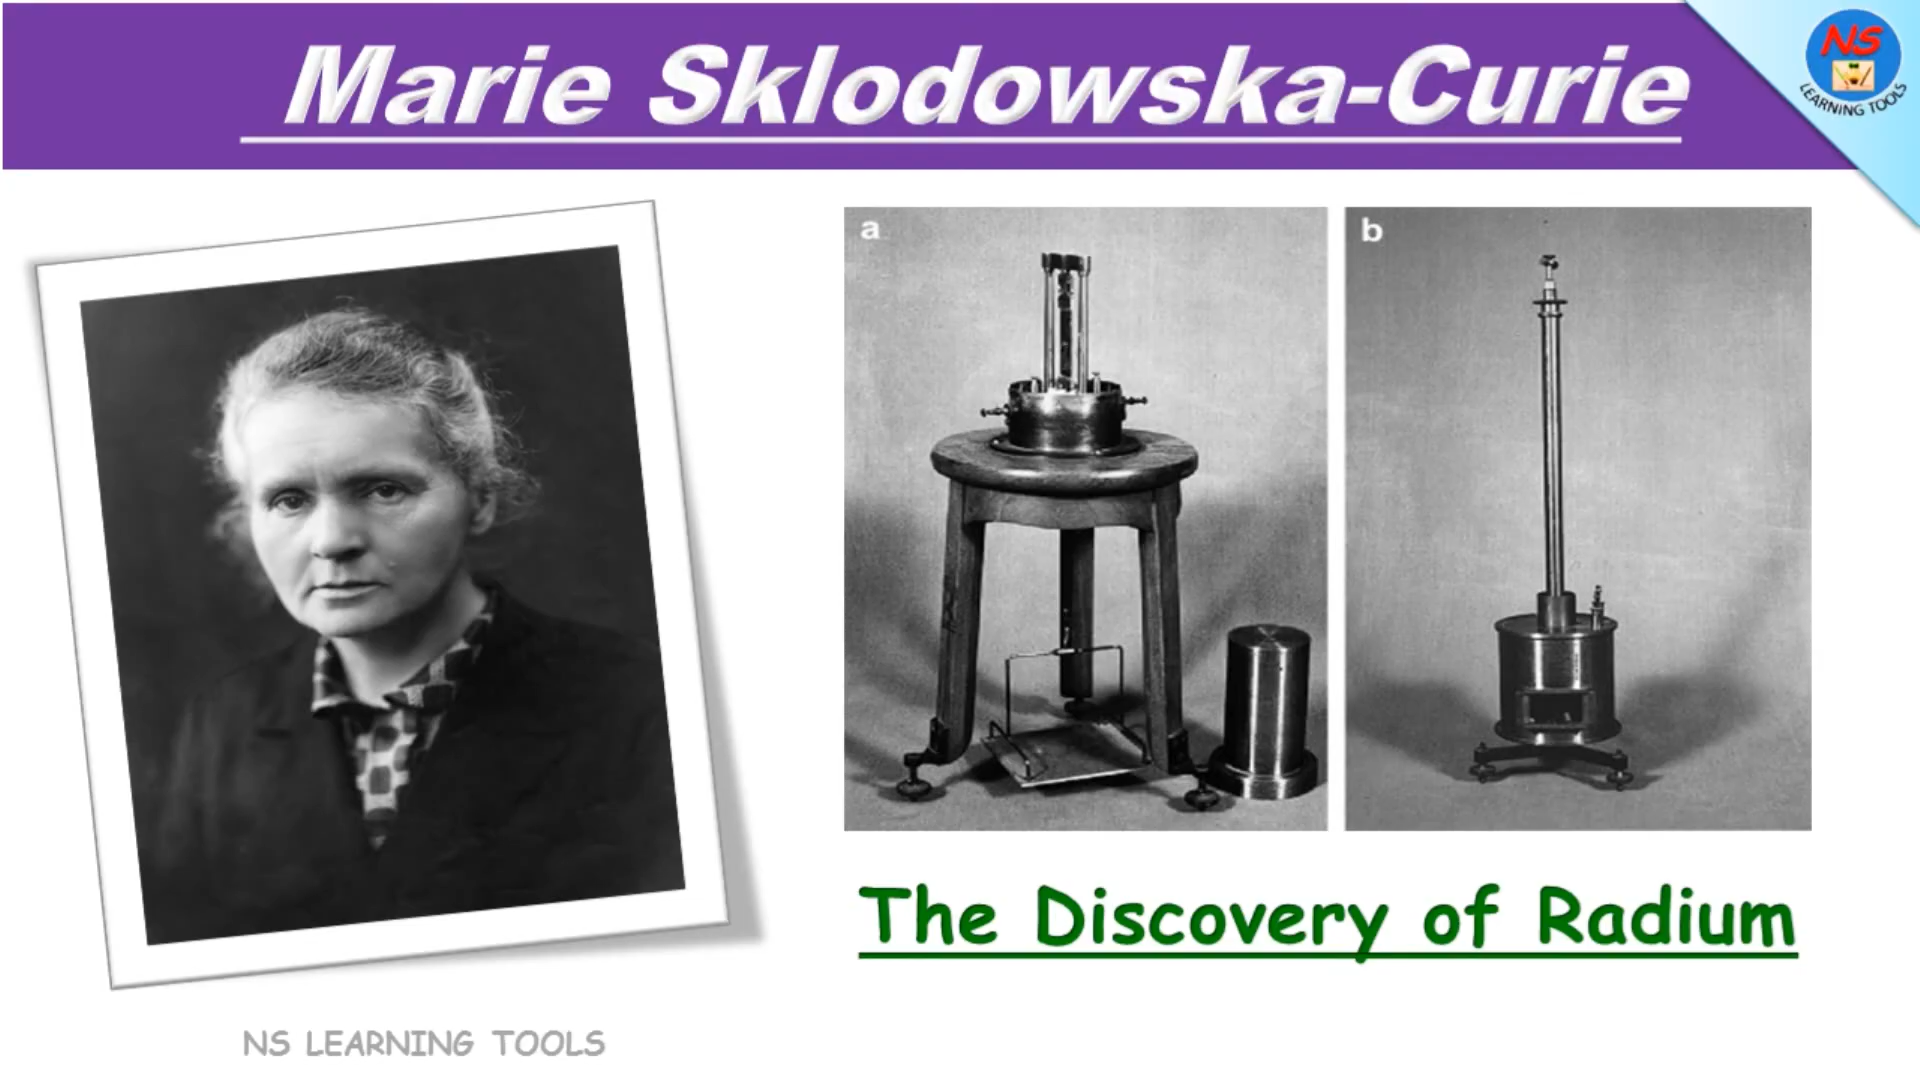 Marie Sklodowska-Curie
NS
LEARNING TOOLS
a
b
The Discovery of Radium
NS LEARNING TOOLS